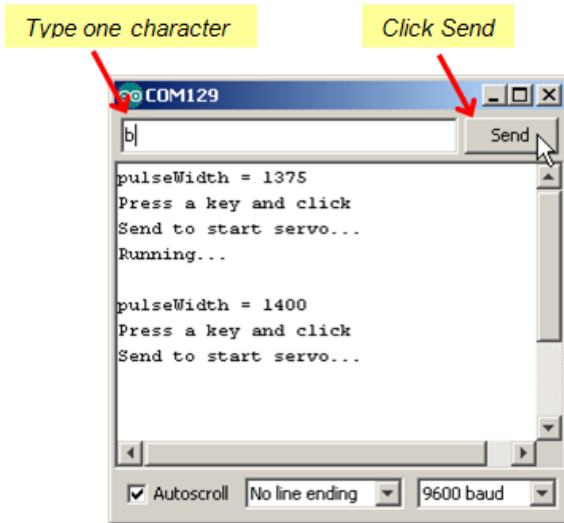 Type one character
Click Send
COM129
b
Send
pulseWidth = 1375
Press a key and click
Send to start servo...
Running...
pulseWidth = 1400
Press a key and click
Send to start servo...
Autoscroll
No line ending
9600 baud